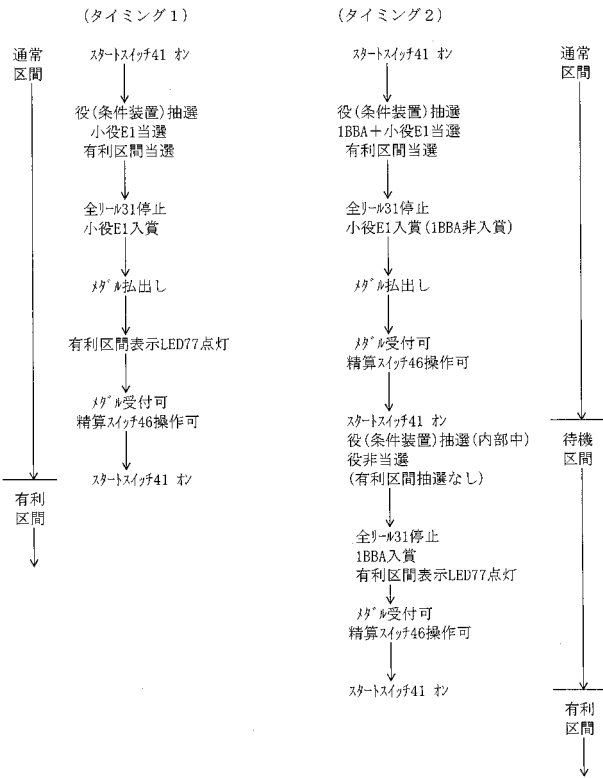 (タイミング1)
通常
区間
スタートスイッチ41 オン
役(条件装置)抽選
小役E1当選
有利区間当選
全リール31停止
小役E1入賞
メダル払出し
有利区間表示LED77点灯
メダル受付可
精算スイッチ46操作可
スタートスイッチ41 オン
有利
区間
(タイミング2)
通常
区間
スタートスイッチ41 オン
役(条件装置)抽選
1BBA+小役E1当選
有利区間当選
全リール31停止
小役E1入賞(1BBA非入賞)
メダル払出し
メダル受付可
精算スイッチ46操作可
スタートスイッチ41 オン
役(条件装置)抽選(内部中)
役非当選
(有利区間抽選なし)
待機
区間
全リール31停止
1BBA入賞
有利区間表示LED77点灯
メダル受付可
精算スイッチ46操作可
スタートスイッチ41 オン
有利
区間